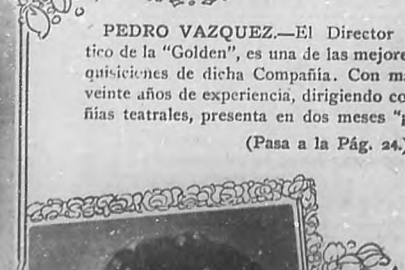 PEDRO VAZQUEZ.—El Director
tico de la "Golden", es una de las mejore
quisiciones de dicha Compañía. Con m
veinte años de experiencia, dirigiendo co
ñias teatrales, presenta en dos meses "¡
(Pasa a la Pág. 24.)